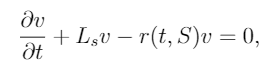 ∂v/∂t + L_s v − r(t, S)v = 0,